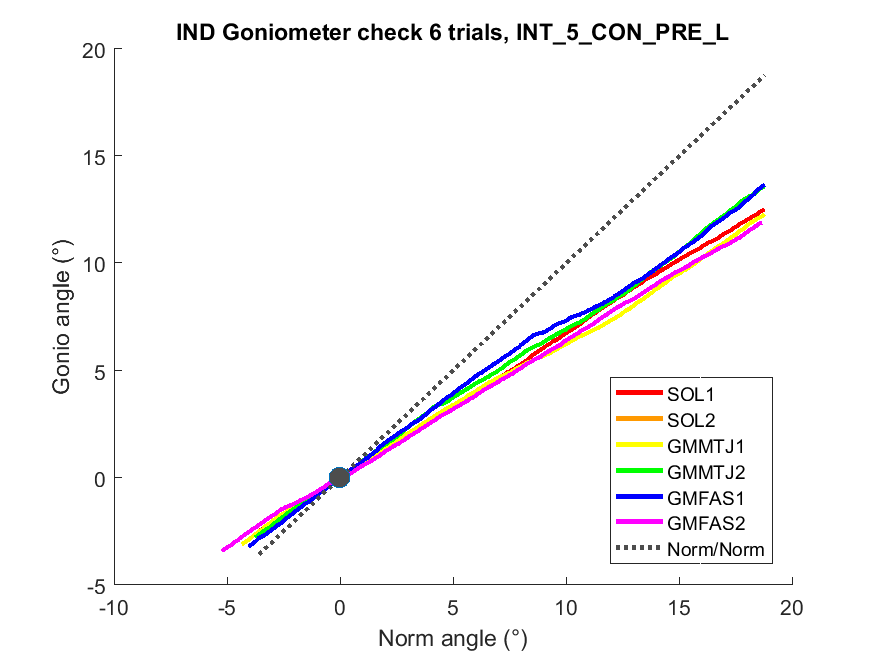 IND Goniometer check 6 trials, INT_5_CON_PRE_L
20
15
10
5
0
-5
Gonio angle (°)
-10
-5
0
5
10
15
20
Norm angle (°)
SOL1
SOL2
GMMTJ1
GMMTJ2
GMFAS1
GMFAS2
Norm/Norm